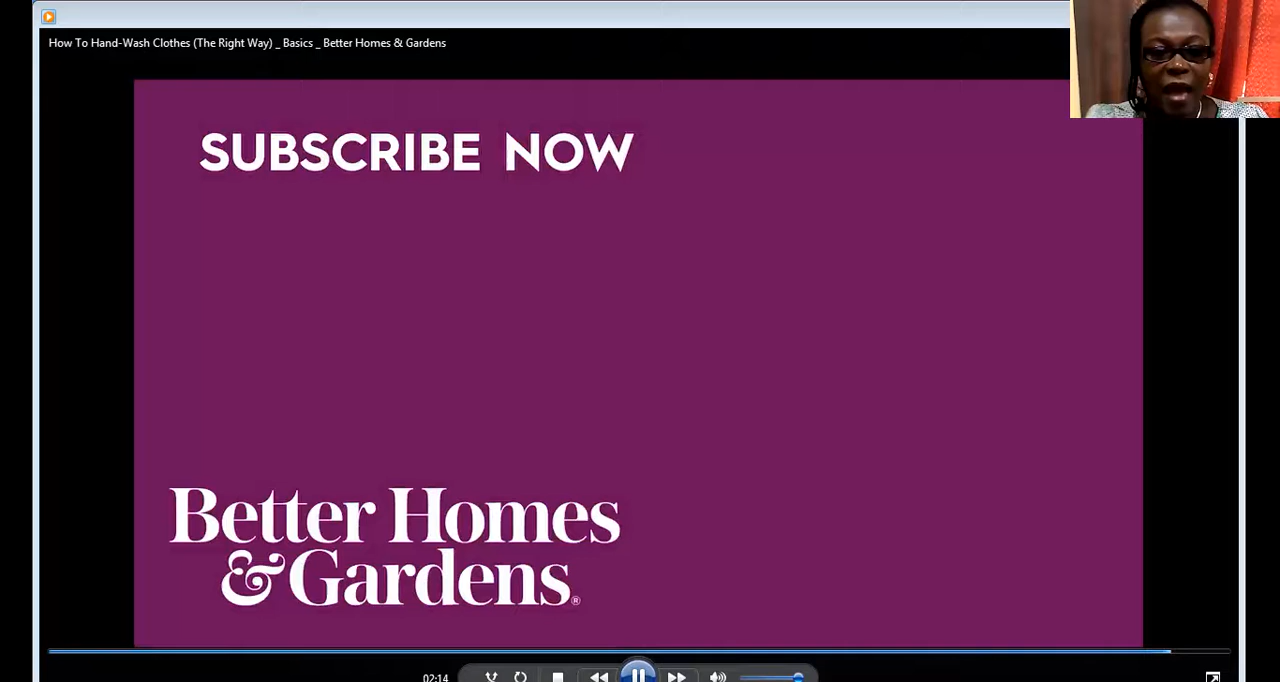 How To Hand-Wash Clothes (The Right Way) _ Basics _ Better Homes & Gardens
SUBSCRIBE NOW
Better Homes
& Gardens®
02:14